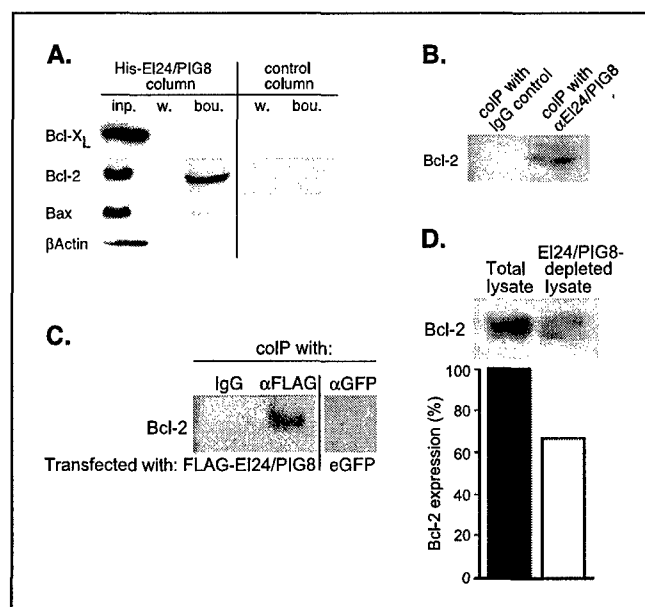 A.
His-EI24/PIG8 column
control column
inp. w. bou. w. bou.
Bcl-XL
Bcl-2
Bax
βActin
B.
coIP with IgG control
coIP with αEI24/PIG8
Bcl-2
C.
coIP with:
IgG αFLAG αGFP
Bcl-2
Transfected with: FLAG-EI24/PIG8 eGFP
D.
Total lysate
EI24/PIG8-depleted lysate
Bcl-2
Bcl-2 expression (%)
100
80
60
40
20
0